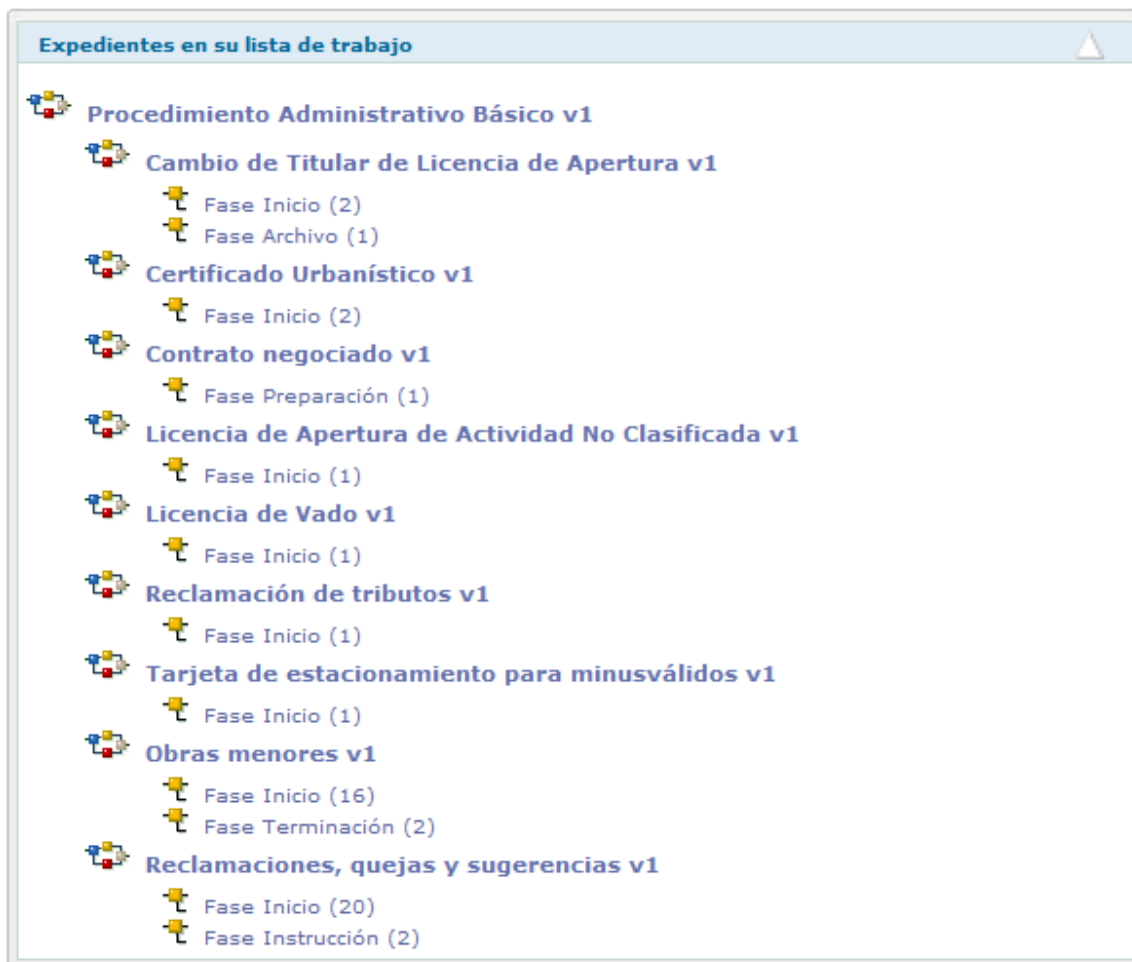 Expedientes en su lista de trabajo
Procedimiento Administrativo Básico v1
Cambio de Titular de Licencia de Apertura v1
Fase Inicio (2)
Fase Archivo (1)
Certificado Urbanístico v1
Fase Inicio (2)
Contrato negociado v1
Fase Preparación (1)
Licencia de Apertura de Actividad No Clasificada v1
Fase Inicio (1)
Licencia de Vado v1
Fase Inicio (1)
Reclamación de tributos v1
Fase Inicio (1)
Tarjeta de estacionamiento para minusválidos v1
Fase Inicio (1)
Obras menores v1
Fase Inicio (16)
Fase Terminación (2)
Reclamaciones, quejas y sugerencias v1
Fase Inicio (20)
Fase Instrucción (2)